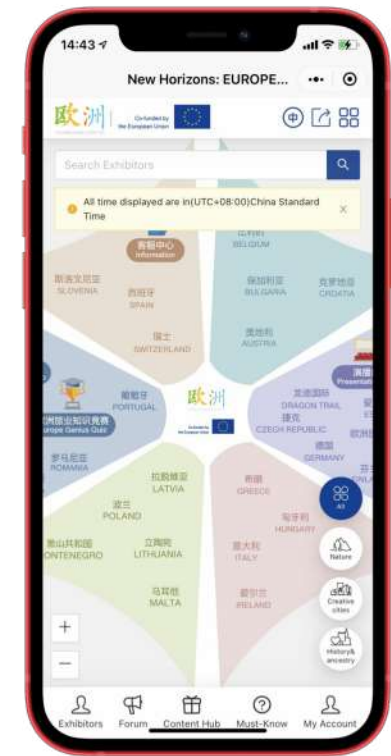 14:43
New Horizons: EUROPE...
欧洲
Co-funded by
the European Union
中
Search Exhibitors
All time displayed are in(UTC+08:00)China Standard
Time
客服中心
Information
BELGIUM
斯洛文尼亚
SLOVENIA
西班牙
SPAIN
保加利亚
BULGARIA
克罗地亚
CROATIA
瑞士
SWITZERLAND
奥地利
AUSTRIA
葡萄牙
PORTUGAL
欧洲
龙途国际
DRAGON TRAIL
演播
Presentatio
洲旅业知识竞赛
urope Genius Quiz
捷克
CZECH REPUBLIC
德国
GERMANY
罗马尼亚
ROMANIA
拉脱维亚
LATVIA
希腊
GREECE
波兰
POLAND
匈牙利
HUNGARY
All
黑山共和国
ONTENEGRO
立陶宛
LITHUANIA
意大利
ITALY
Nature
马耳他
MALTA
爱尔兰
IRELAND
Creative
cities
History&
ancestry
+
−
Exhibitors
Forum
Content Hub
Must-Know
My Account